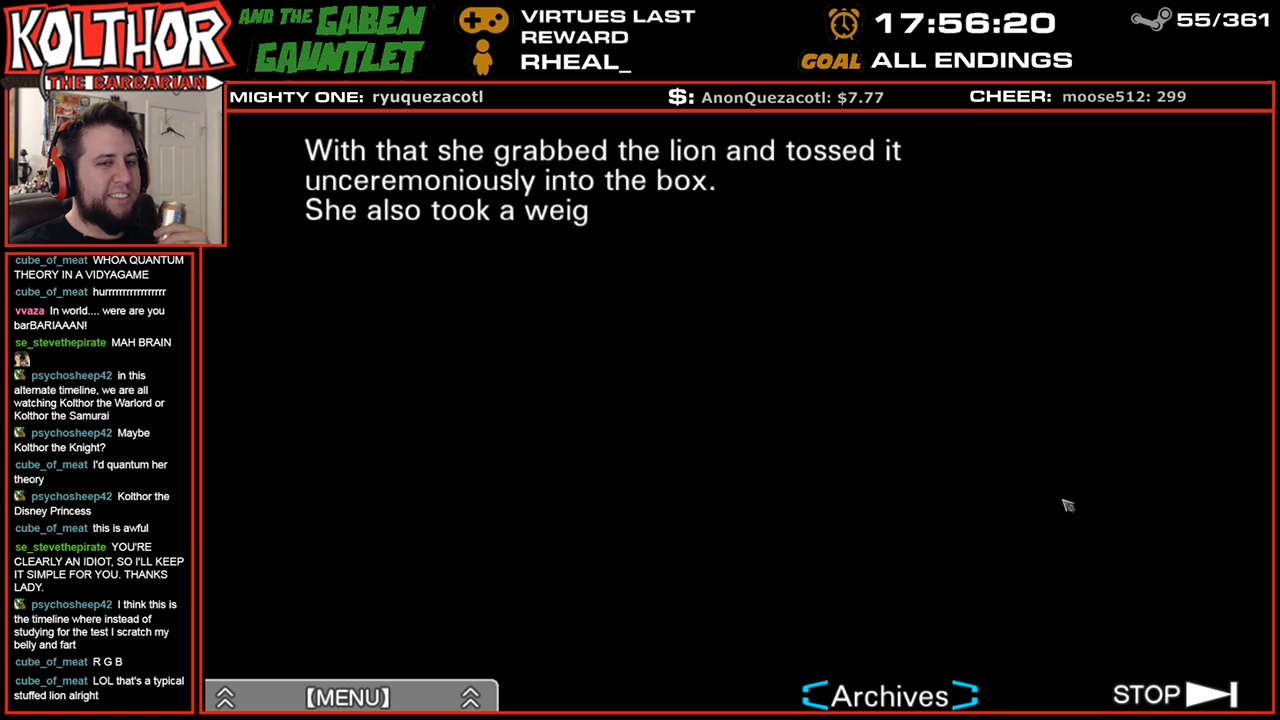 KOLTHOR
THE BARBARIAN
AND THE GABEN
GAUNTLET
VIRTUES LAST
REWARD
RHEAL_
17:56:20
GOAL ALL ENDINGS
55/361
MIGHTY ONE: ryuquezacotl
$: AnonQuezacotl: $7.77
CHEER: moose512: 299
With that she grabbed the lion and tossed it
unceremoniously into the box.
She also took a weig
cube_of_meat WHOA QUANTUM
THEORY IN A VIDYAGAME
cube_of_meat hurrrrrrrrrrrrrrrrr
vvaza In world.... were are you
barBARIAAAN!
se_stevethepirate MAH BRAIN
psychosheep42 in this
alternate timeline, we are all
watching Kolthor the Warlord or
Kolthor the Samurai
psychosheep42 Maybe
Kolthor the Knight?
cube_of_meat I'd quantum her
theory
psychosheep42 Kolthor the
Disney Princess
cube_of_meat this is awful
se_stevethepirate YOU'RE
CLEARLY AN IDIOT, SO I'LL KEEP
IT SIMPLE FOR YOU. THANKS
LADY.
psychosheep42 I think this is
the timeline where instead of
studying for the test I scratch my
belly and fart
cube_of_meat R G B
cube_of_meat LOL that's a typical
stuffed lion alright
【MENU】
Archives
STOP